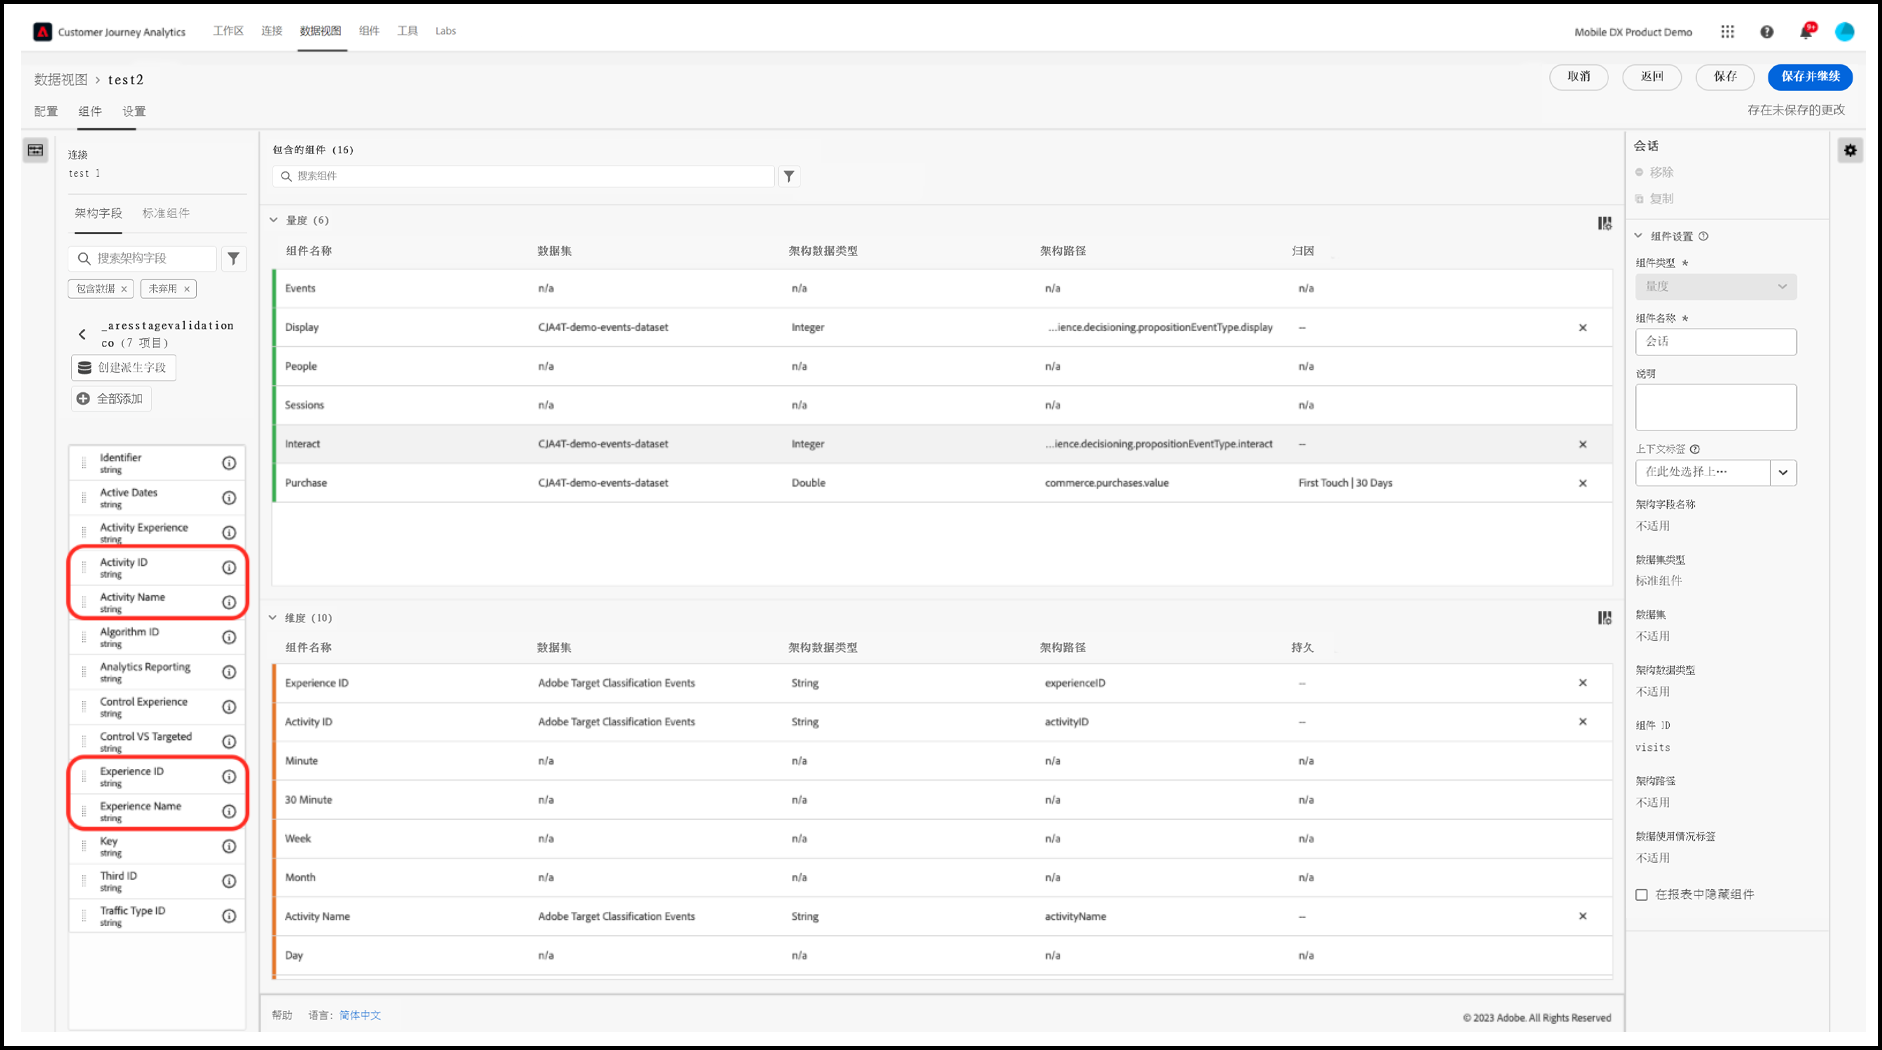 Customer Journey Analytics 工作区 连接 数据视图 组件 工具 Labs Mobile DX Product Demo 9+
数据视图 > test2 取消 返回 保存 保存并继续
配置 组件 设置 存在未保存的更改
连接
test 1
架构字段 标准组件
搜索架构字段
包含数据 × 未弃用 ×
_aresstagevalidation
co (7 项目)
创建派生字段
全部添加
Identifier
string
Active Dates
string
Activity Experience
string
Activity ID
string
Activity Name
string
Algorithm ID
string
Analytics Reporting
string
Control Experience
string
Control VS Targeted
string
Experience ID
string
Experience Name
string
Key
string
Third ID
string
Traffic Type ID
string
包含的组件 (16)
搜索组件
量度 (6)
组件名称 数据集 架构数据类型 架构路径 归因
Events n/a n/a n/a n/a
Display CJA4T-demo-events-dataset Integer ...ience.decisioning.propositionEventType.display –
People n/a n/a n/a n/a
Sessions n/a n/a n/a n/a
Interact CJA4T-demo-events-dataset Integer ...ience.decisioning.propositionEventType.interact –
Purchase CJA4T-demo-events-dataset Double commerce.purchases.value First Touch | 30 Days
维度 (10)
组件名称 数据集 架构数据类型 架构路径 持久
Experience ID Adobe Target Classification Events String experienceID –
Activity ID Adobe Target Classification Events String activityID –
Minute n/a n/a n/a n/a
30 Minute n/a n/a n/a n/a
Week n/a n/a n/a n/a
Month n/a n/a n/a n/a
Activity Name Adobe Target Classification Events String activityName –
Day n/a n/a n/a n/a
帮助 语言: 简体中文 © 2023 Adobe. All Rights Reserved
会话
移除
复制
组件设置
组件类型 *
量度
组件名称 *
会话
说明
上下文标签
在此处选择上…
架构字段名称
不适用
数据集类型
标准组件
数据集
不适用
架构数据类型
不适用
组件 ID
visits
架构路径
不适用
数据使用情况标签
不适用
在报表中隐藏组件